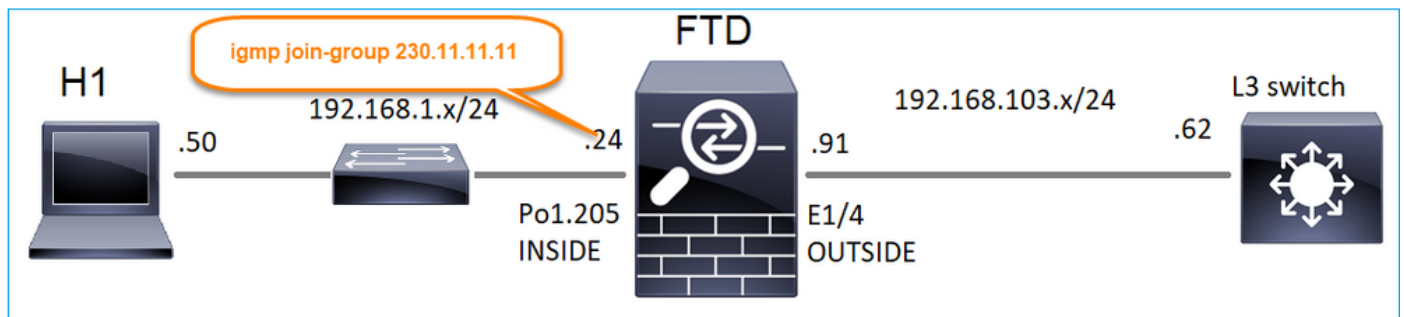 FTD
igmp join-group 230.11.11.11
H1
192.168.1.x/24
192.168.103.x/24
L3 switch
.50
.24
.91
.62
Po1.205
INSIDE
E1/4
OUTSIDE